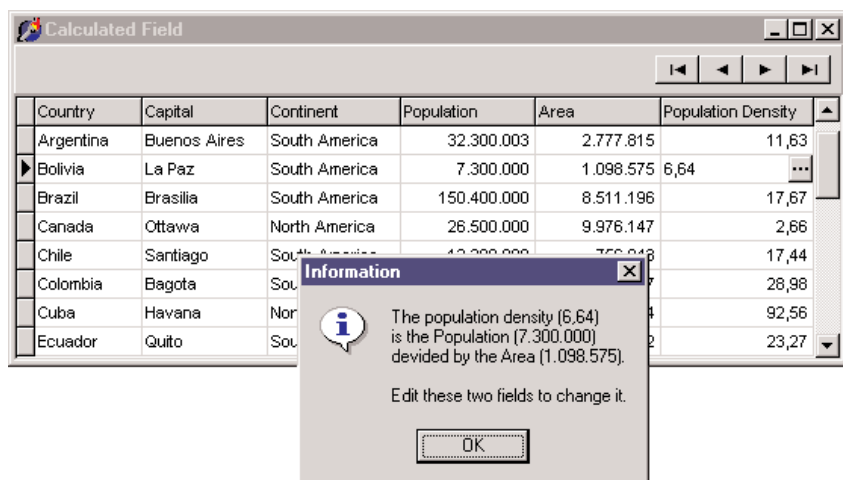 Calculated Field
Country Capital Continent Population Area Population Density
Argentina Buenos Aires South America 32.300.003 2.777.815 11,63
Bolivia La Paz South America 7.300.000 1.098.575 6,64 ...
Brazil Brasilia South America 150.400.000 8.511.196 17,67
Canada Ottawa North America 26.500.000 9.976.147 2,66
Chile Santiago South America 17,44
Colombia Bagota Sou 28,98
Cuba Havana Nor 92,56
Ecuador Quito Sou 23,27
Information
The population density (6,64)
is the Population (7.300.000)
devided by the Area (1.098.575).
Edit these two fields to change it.
OK